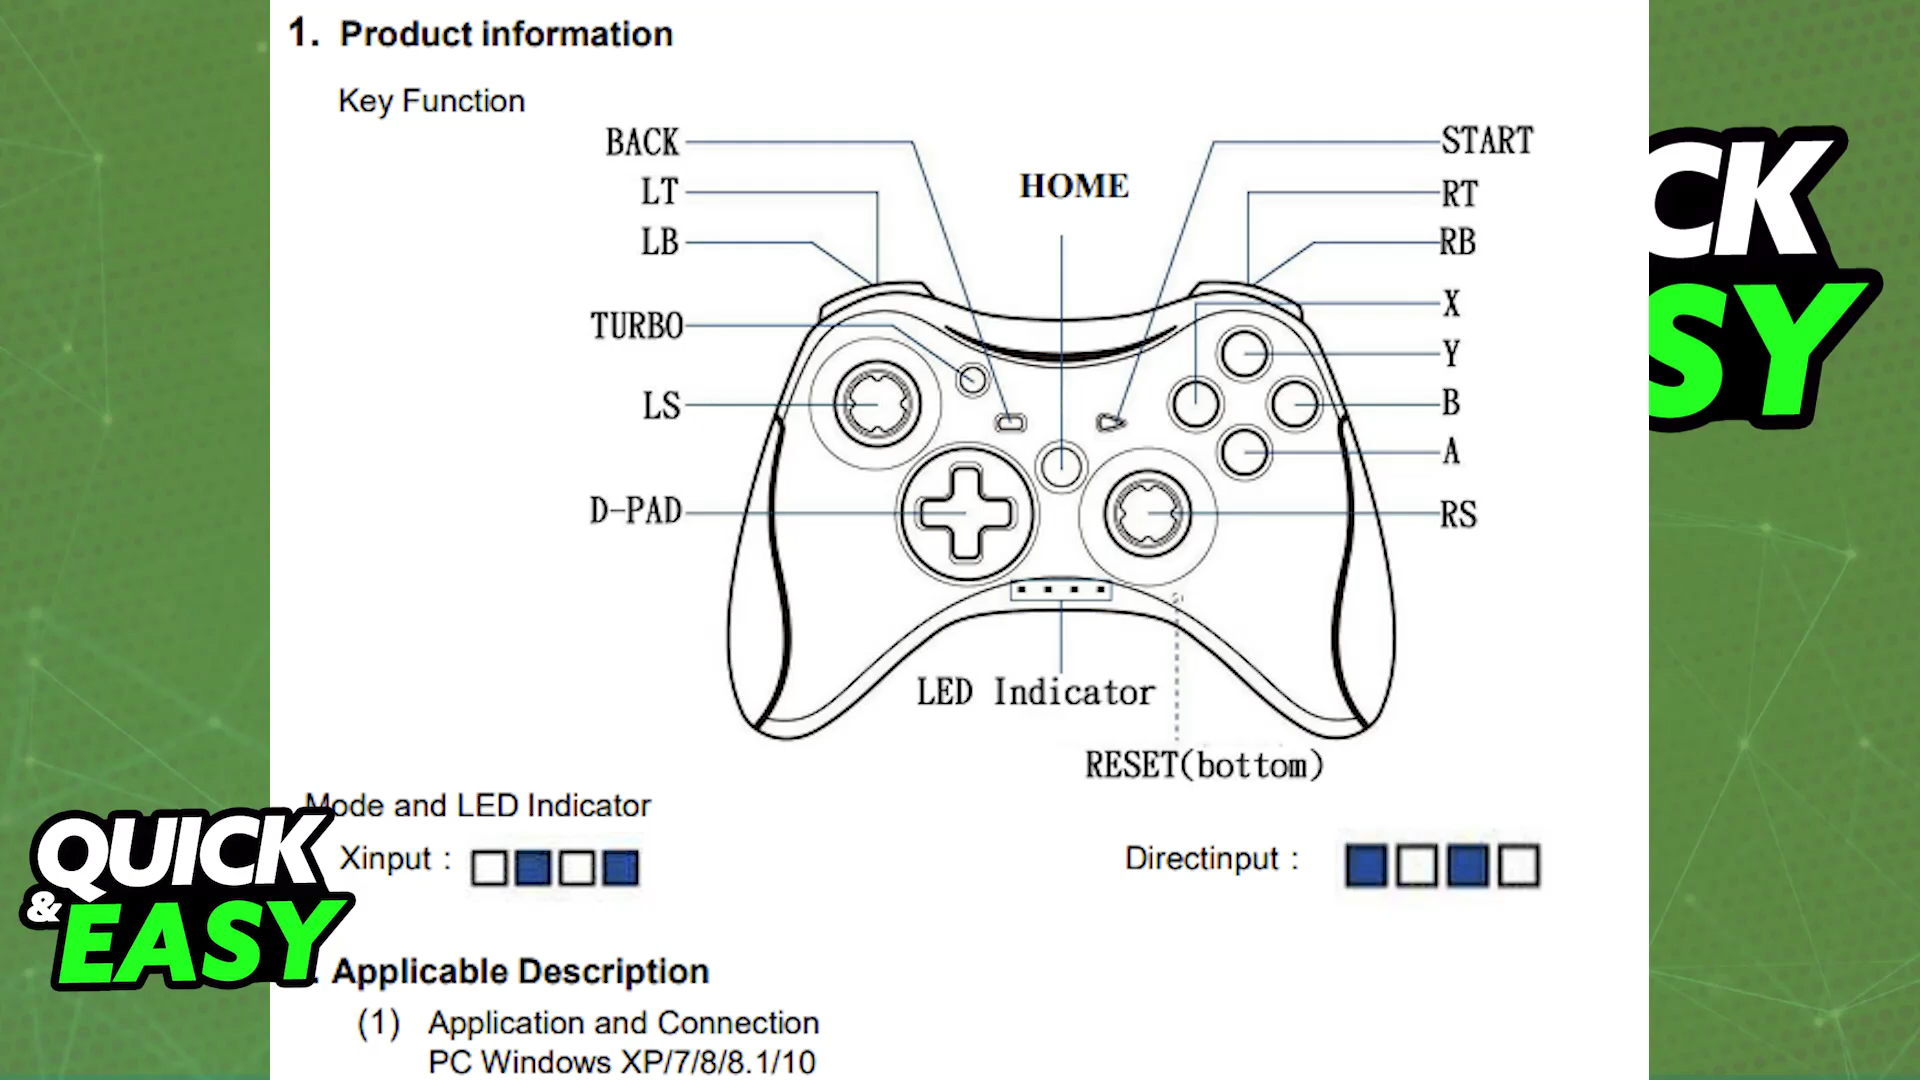 1. Product information
Key Function
BACK
START
HOME
LT
RT
LB
RB
X
TURBO
Y
LS
B
A
D-PAD
RS
LED Indicator
RESET(bottom)
Mode and LED Indicator
Xinput :
Directinput :
Applicable Description
(1) Application and Connection
PC Windows XP/7/8/8.1/10
QUICK
& EASY
CK
SY